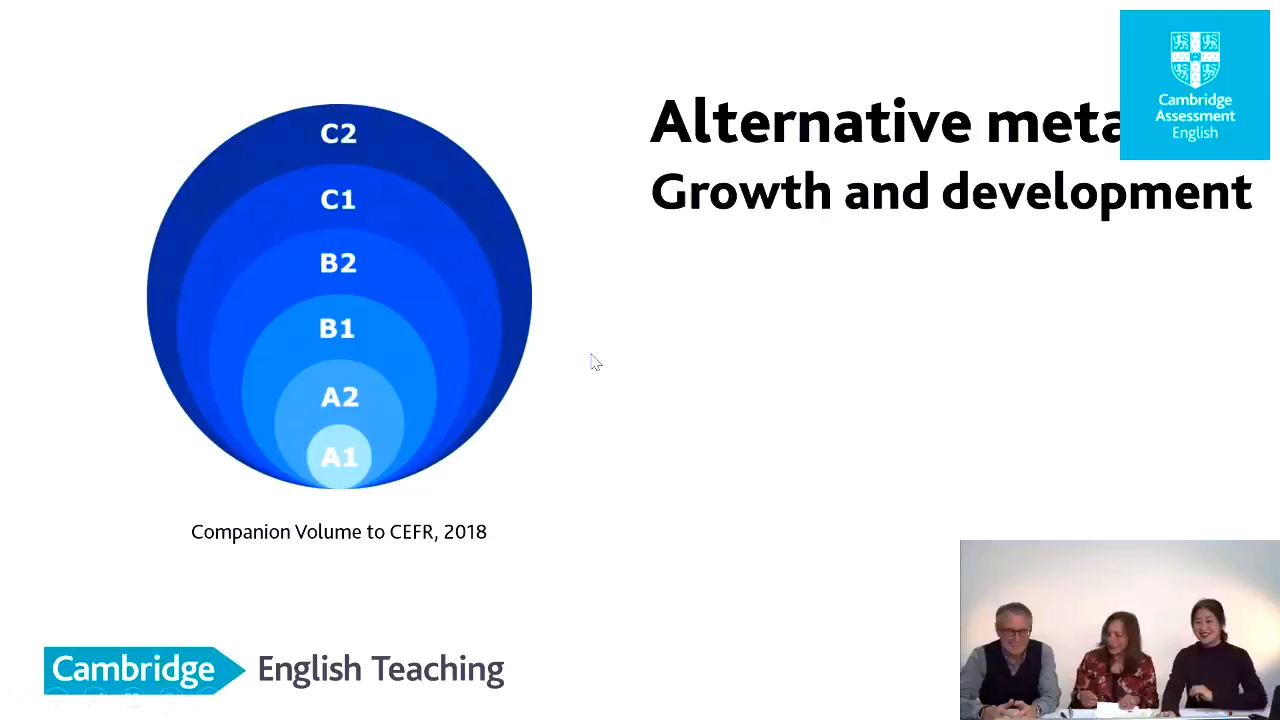 C2
C1
B2
B1
A2
A1
Companion Volume to CEFR, 2018
Alternative meta
Growth and development
Cambridge
Assessment
English
Cambridge English Teaching